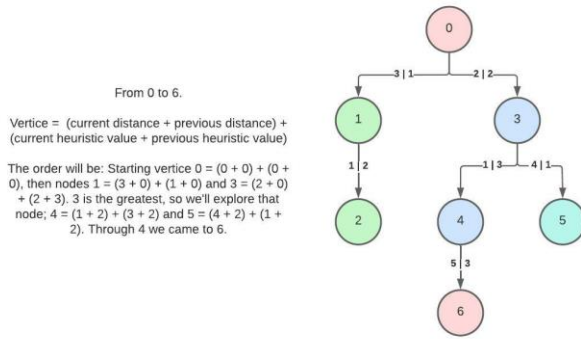 From 0 to 6.
Vertice = (current distance + previous distance) +
(current heuristic value + previous heuristic value)
The order will be: Starting vertice 0 = (0 + 0) + (0 +
0), then nodes 1 = (3 + 0) + (1 + 0) and 3 = (2 + 0)
+ (2 + 3). 3 is the greatest, so we'll explore that
node; 4 = (1 + 2) + (3 + 2) and 5 = (4 + 2) + (1 +
2). Through 4 we came to 6.
0
3 | 1
2 | 2
1
3
1 | 2
1 | 3
4 | 1
2
4
5
5 | 3
6